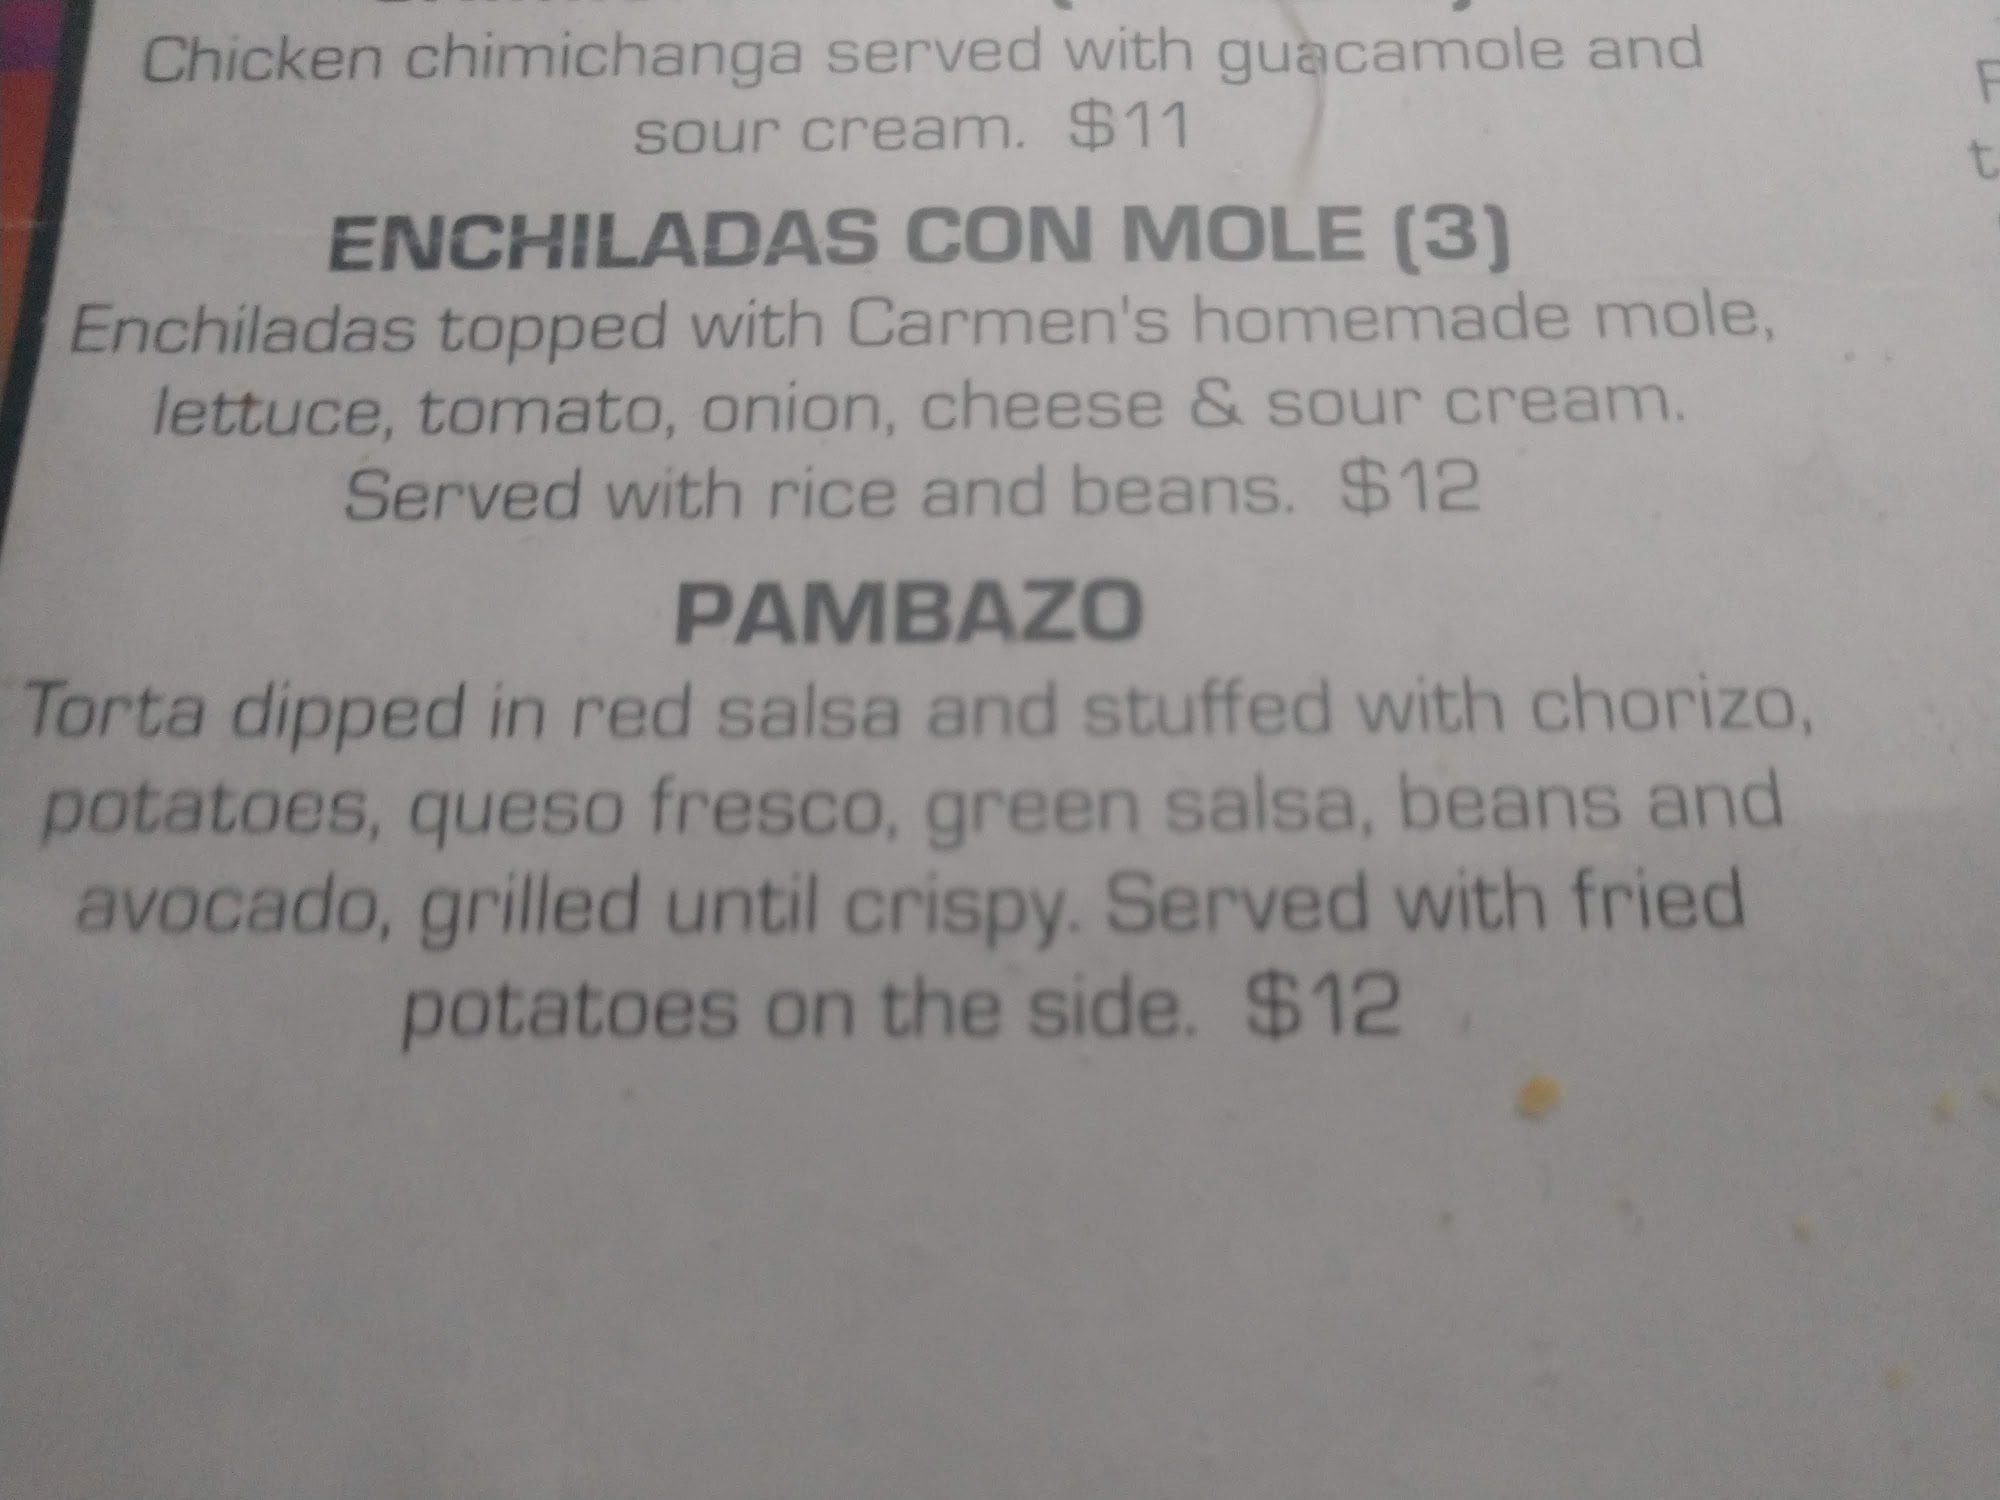 Chicken chimichanga served with guacamole and
sour cream. $11
ENCHILADAS CON MOLE (3)
Enchiladas topped with Carmen's homemade mole,
lettuce, tomato, onion, cheese & sour cream.
Served with rice and beans. $12
PAMBAZO
Torta dipped in red salsa and stuffed with chorizo,
potatoes, queso fresco, green salsa, beans and
avocado, grilled until crispy. Served with fried
potatoes on the side. $12